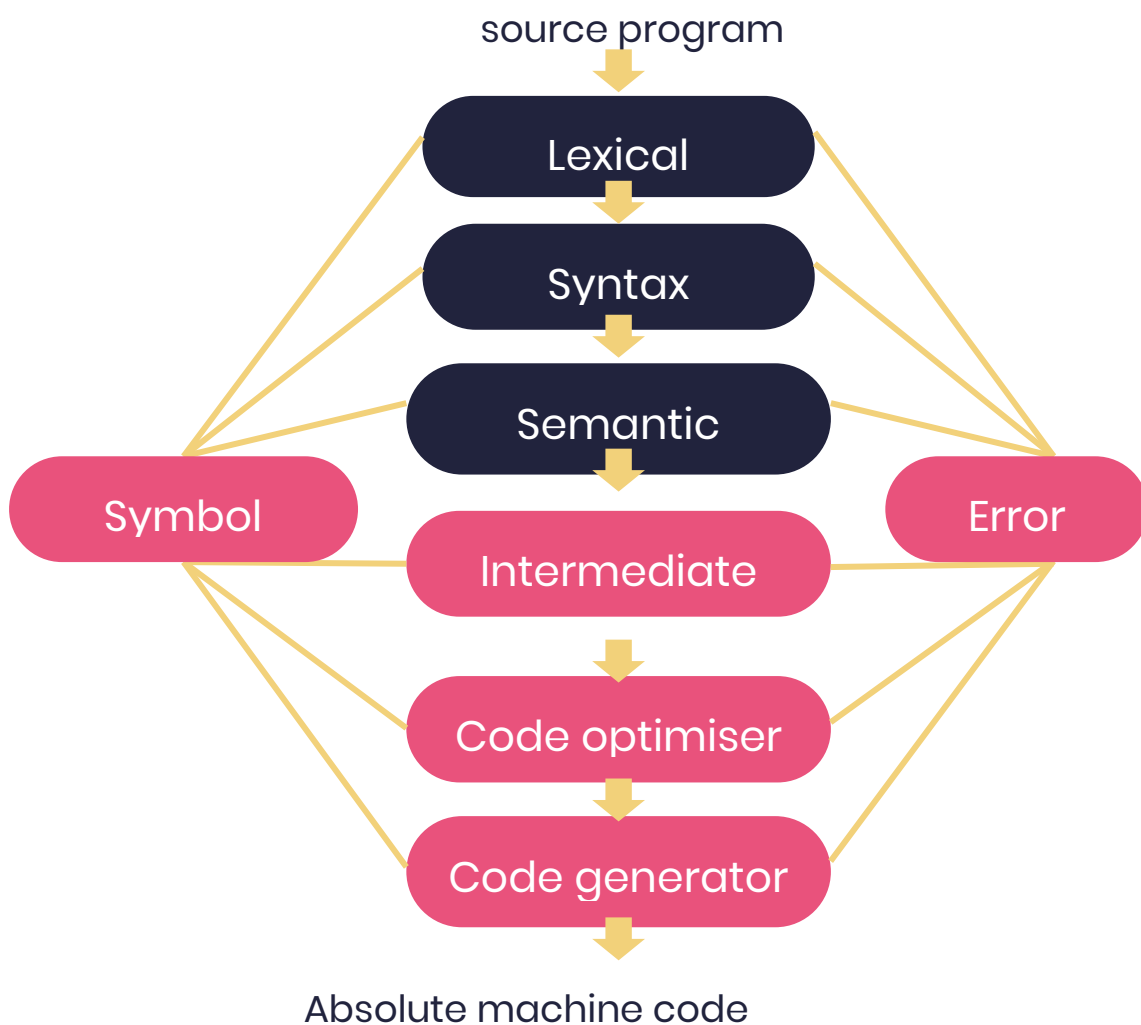 source program
Lexical
Syntax
Semantic
Symbol
Error
Intermediate
Code optimiser
Code generator
Absolute machine code